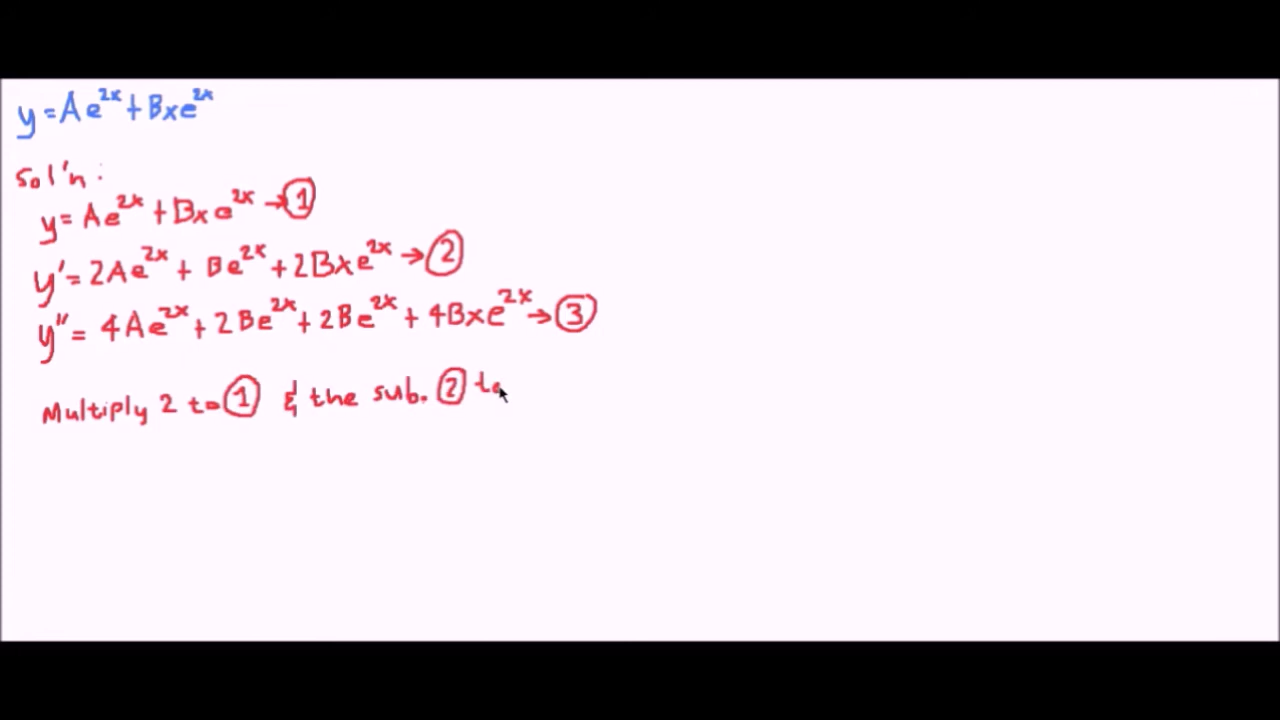 y = Ae^{2x} + Bxe^{2x}
Sol'n :
y = Ae^{2x} + Bxe^{2x} → ①
y' = 2Ae^{2x} + Be^{2x} + 2Bxe^{2x} → ②
y'' = 4Ae^{2x} + 2Be^{2x} + 2Be^{2x} + 4Bxe^{2x} → ③
Multiply 2 to ① & the sub. ② to